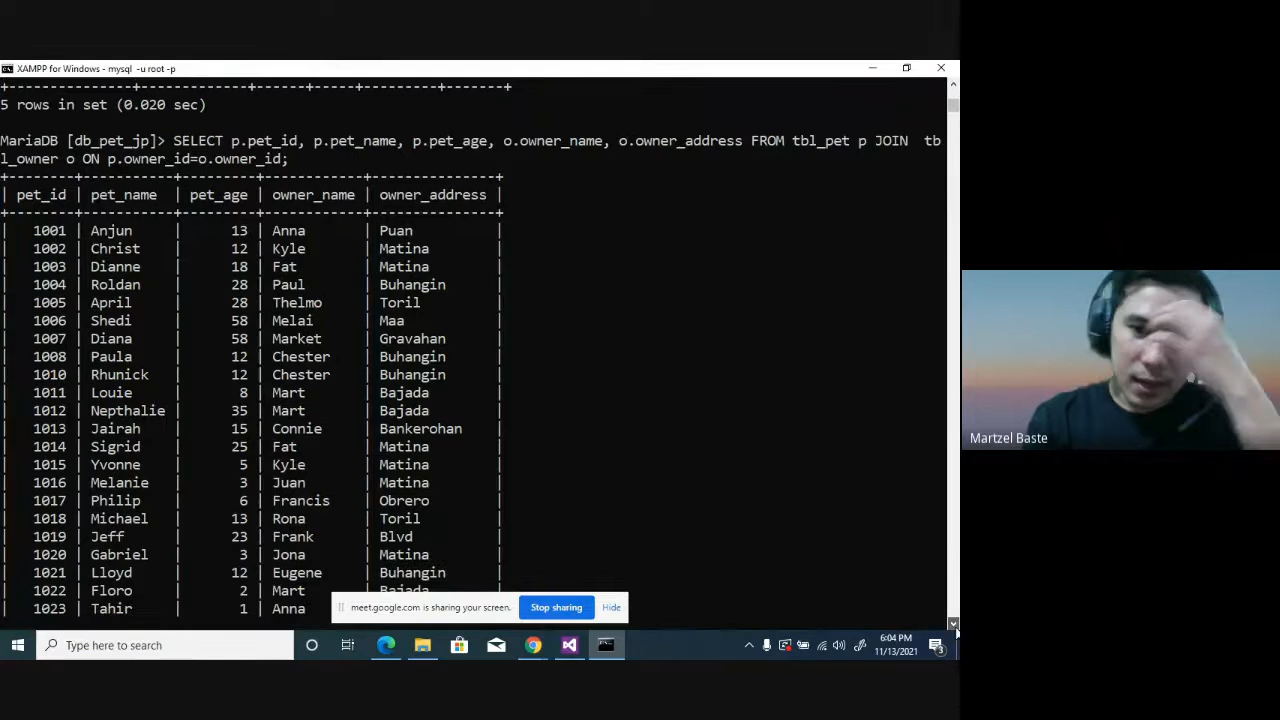 XAMPP for Windows - mysql -u root -p
5 rows in set (0.020 sec)
MariaDB [db_pet_jp]> SELECT p.pet_id, p.pet_name, p.pet_age, o.owner_name, o.owner_address FROM tbl_pet p JOIN  tb
l_owner o ON p.owner_id=o.owner_id;
| pet_id | pet_name | pet_age | owner_name | owner_address |
| 1001 | Anjun | 13 | Anna | Puan |
| 1002 | Christ | 12 | Kyle | Matina |
| 1003 | Dianne | 18 | Fat | Matina |
| 1004 | Roldan | 28 | Paul | Buhangin |
| 1005 | April | 28 | Thelmo | Toril |
| 1006 | Shedi | 58 | Melai | Maa |
| 1007 | Diana | 58 | Market | Gravahan |
| 1008 | Paula | 12 | Chester | Buhangin |
| 1010 | Rhunick | 12 | Chester | Buhangin |
| 1011 | Louie | 8 | Mart | Bajada |
| 1012 | Nepthalie | 35 | Mart | Bajada |
| 1013 | Jairah | 15 | Connie | Bankerohan |
| 1014 | Sigrid | 25 | Fat | Matina |
| 1015 | Yvonne | 5 | Kyle | Matina |
| 1016 | Melanie | 3 | Juan | Matina |
| 1017 | Philip | 6 | Francis | Obrero |
| 1018 | Michael | 13 | Rona | Toril |
| 1019 | Jeff | 23 | Frank | Blvd |
| 1020 | Gabriel | 3 | Jona | Matina |
| 1021 | Lloyd | 12 | Eugene | Buhangin |
| 1022 | Floro | 2 | Mart | Bajada |
| 1023 | Tahir | 1 | Anna
meet.google.com is sharing your screen. Stop sharing Hide
Martzel Baste
Type here to search
6:04 PM
11/13/2021
3